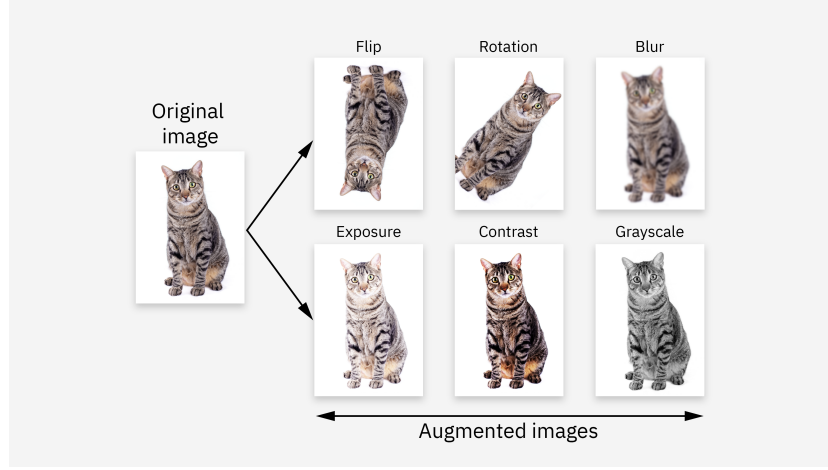 Original
image
Flip
Rotation
Blur
Exposure
Contrast
Grayscale
Augmented images